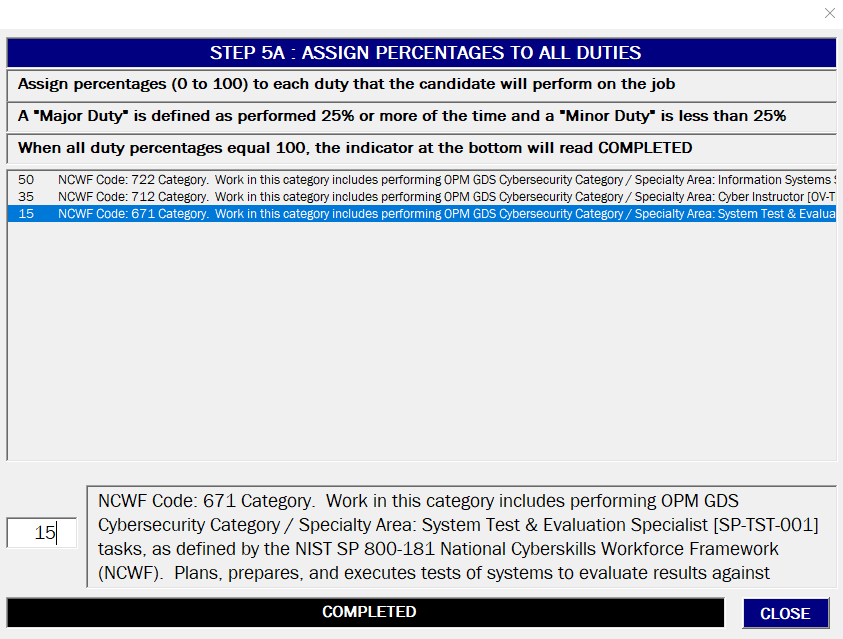 STEP 5A : ASSIGN PERCENTAGES TO ALL DUTIES
Assign percentages (0 to 100) to each duty that the candidate will perform on the job
A "Major Duty" is defined as performed 25% or more of the time and a "Minor Duty" is less than 25%
When all duty percentages equal 100, the indicator at the bottom will read COMPLETED
50 NCWF Code: 722 Category. Work in this category includes performing OPM GDS Cybersecurity Category / Specialty Area: Information Systems
35 NCWF Code: 712 Category. Work in this category includes performing OPM GDS Cybersecurity Category / Specialty Area: Cyber Instructor [OV-T
15 NCWF Code: 671 Category. Work in this category includes performing OPM GDS Cybersecurity Category / Specialty Area: System Test & Evalua
15
NCWF Code: 671 Category. Work in this category includes performing OPM GDS
Cybersecurity Category / Specialty Area: System Test & Evaluation Specialist [SP-TST-001]
tasks, as defined by the NIST SP 800-181 National Cyberskills Workforce Framework
(NCWF). Plans, prepares, and executes tests of systems to evaluate results against
COMPLETED
CLOSE